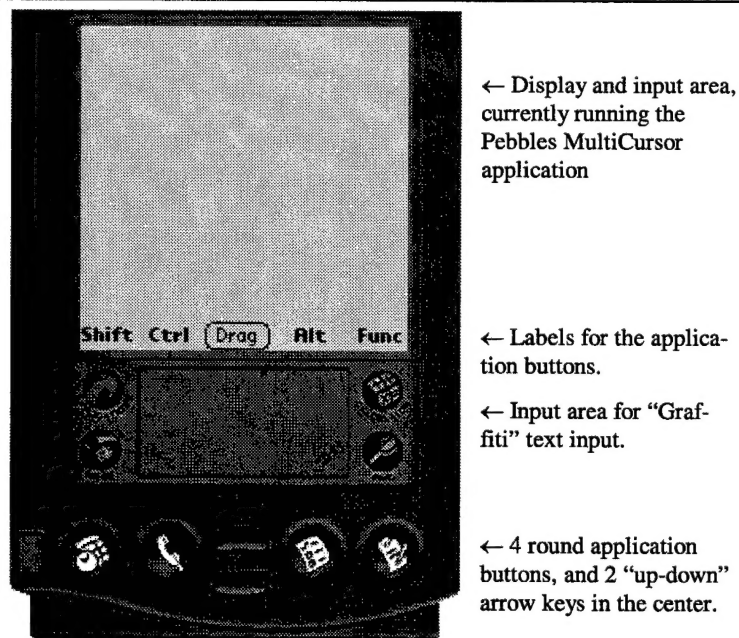 ← Display and input area,
currently running the
Pebbles MultiCursor
application
Shift Ctrl Drag Alt Func
← Labels for the applica-
tion buttons.
← Input area for “Graf-
fiti” text input.
← 4 round application
buttons, and 2 “up-down”
arrow keys in the center.